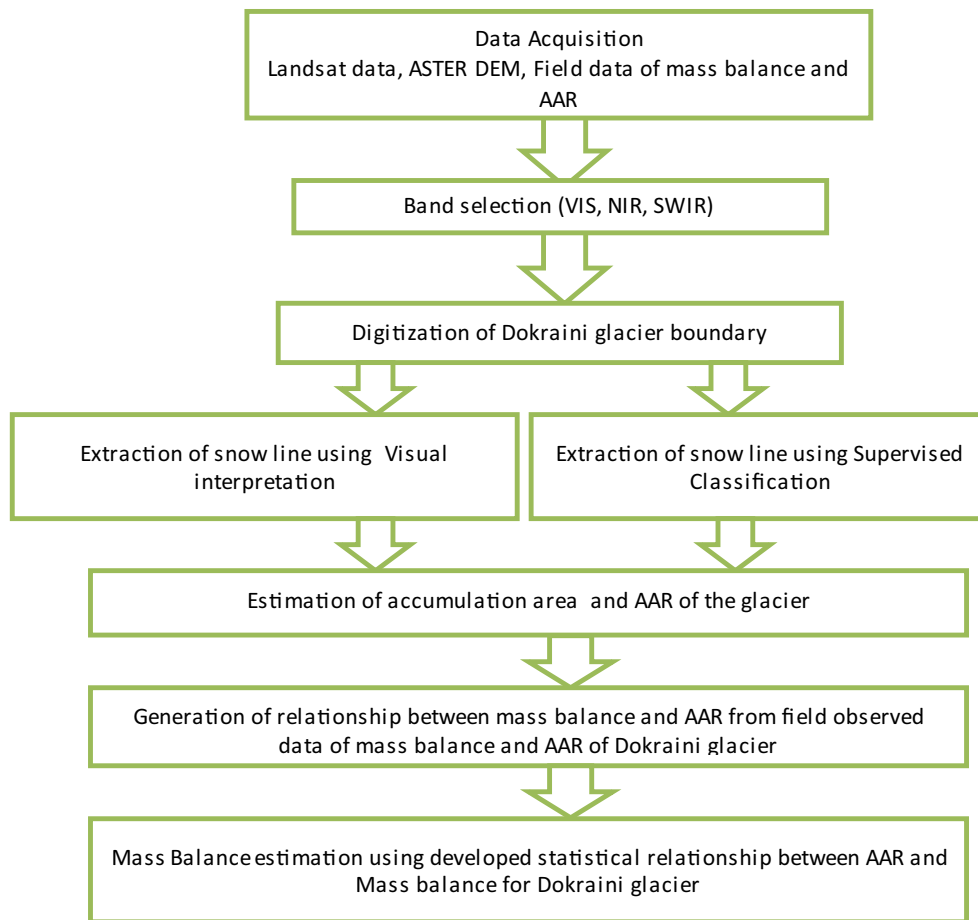 Data Acquisition
Landsat data, ASTER DEM, Field data of mass balance and
AAR
Band selection (VIS, NIR, SWIR)
Digitization of Dokraini glacier boundary
Extraction of snow line using Visual
interpretation
Extraction of snow line using Supervised
Classification
Estimation of accumulation area and AAR of the glacier
Generation of relationship between mass balance and AAR from field observed
data of mass balance and AAR of Dokraini glacier
Mass Balance estimation using developed statistical relationship between AAR and
Mass balance for Dokraini glacier